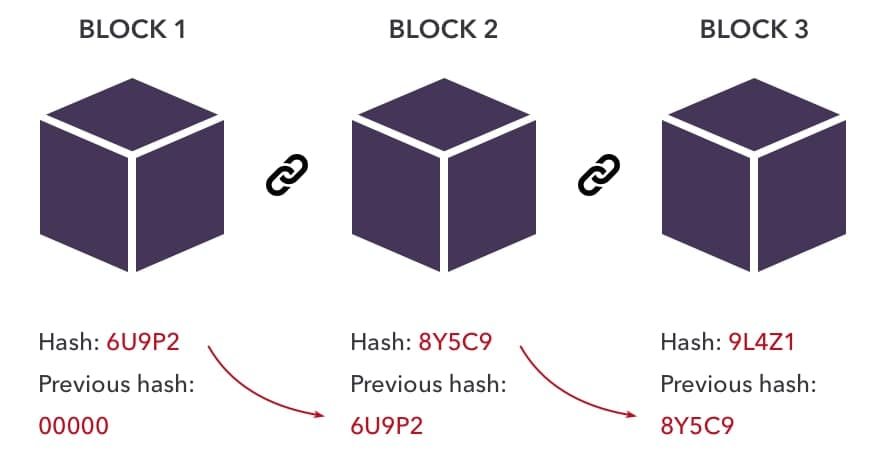 BLOCK 1
BLOCK 2
BLOCK 3
Hash: 6U9P2
Previous hash:
00000
Hash: 8Y5C9
Previous hash:
6U9P2
Hash: 9L4Z1
Previous hash:
8Y5C9